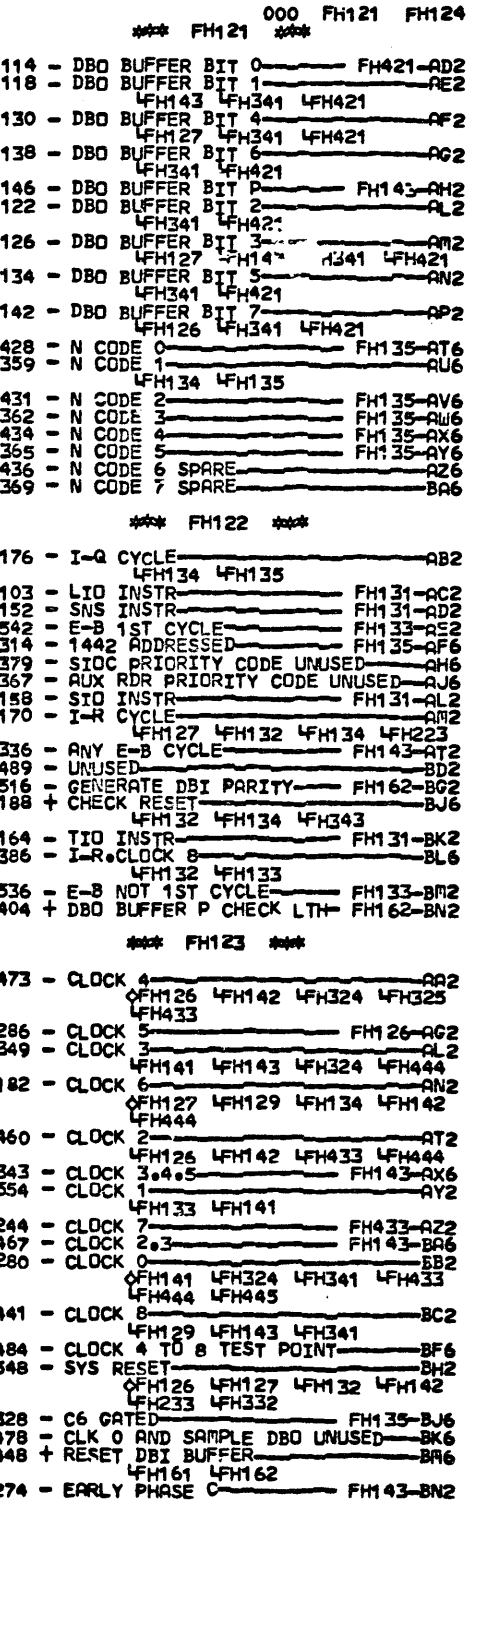 000 FH121 FH124
*** FH121 ***
114 - DBO BUFFER BIT 0 FH421-AD2
118 - DBO BUFFER BIT 1 AE2
└FH143 └FH341 └FH421
130 - DBO BUFFER BIT 4 AF2
└FH127 └FH341 └FH421
138 - DBO BUFFER BIT 6 AG2
└FH341 └FH421
146 - DBO BUFFER BIT P FH143-AH2
122 - DBO BUFFER BIT 2 AL2
└FH341 └FH421
126 - DBO BUFFER BIT 3 AM2
└FH127 └FH421
134 - DBO BUFFER BIT 5 AN2
└FH341 └FH421
142 - DBO BUFFER BIT 7 AP2
└FH126 └FH341 └FH421
428 - N CODE 0 FH135-AT6
359 - N CODE 1 AU6
└FH134 └FH135
431 - N CODE 2 FH135-AV6
362 - N CODE 3 FH135-AW6
434 - N CODE 4 FH135-AX6
365 - N CODE 5 FH135-AY6
436 - N CODE 6 SPARE AZ6
369 - N CODE 7 SPARE BA6
*** FH122 ***
176 - I-Q CYCLE AB2
└FH134 └FH135
103 - LIO INSTR FH131-AC2
152 - SNS INSTR FH131-AD2
542 - E-B 1ST CYCLE FH133-AE2
314 - 1442 ADDRESSED FH135-AF6
379 - SIOC PRIORITY CODE UNUSED AH6
367 - AUX RDR PRIORITY CODE UNUSED AJ6
158 - SIO INSTR FH131-AL2
170 - I-R CYCLE AM2
└FH127 └FH132 └FH134 └FH223
336 - ANY E-B CYCLE FH143-AT2
489 - UNUSED BD2
516 - GENERATE DBI PARITY FH162-BG2
188 + CHECK RESET BJ6
└FH132 └FH134 └FH343
164 - TIO INSTR FH131-BK2
386 - I-R.CLOCK 8 BL6
└FH132 └FH133
536 - E-B NOT 1ST CYCLE FH133-BM2
404 + DBO BUFFER P CHECK LTH FH162-BN2
*** FH123 ***
473 - CLOCK 4 AA2
◇FH126 └FH142 └FH324 └FH325
└FH433
286 - CLOCK 5 FH126-AG2
349 - CLOCK 3 AL2
└FH141 └FH143 └FH324 └FH444
182 - CLOCK 6 AN2
◇FH127 └FH129 └FH134 └FH142
└FH444
460 - CLOCK 2 AT2
└FH126 └FH142 └FH433 └FH444
343 - CLOCK 3.4.5 FH143-AX6
554 - CLOCK 1 AY2
└FH133 └FH141
244 - CLOCK 7 FH433-AZ2
467 - CLOCK 2.3 FH143-BA6
280 - CLOCK 0 BB2
◇FH141 └FH324 └FH341 └FH433
└FH444 └FH445
441 - CLOCK 8 BC2
└FH129 └FH143 └FH341
484 - CLOCK 4 TO 8 TEST POINT BF6
548 - SYS RESET BH2
◇FH126 └FH127 └FH132 └FH142
└FH233 └FH332
328 - C6 GATED FH135-BJ6
478 - CLK 0 AND SAMPLE DBO UNUSED BK6
448 + RESET DBI BUFFER BM6
└FH161 └FH162
274 - EARLY PHASE C FH143-BN2